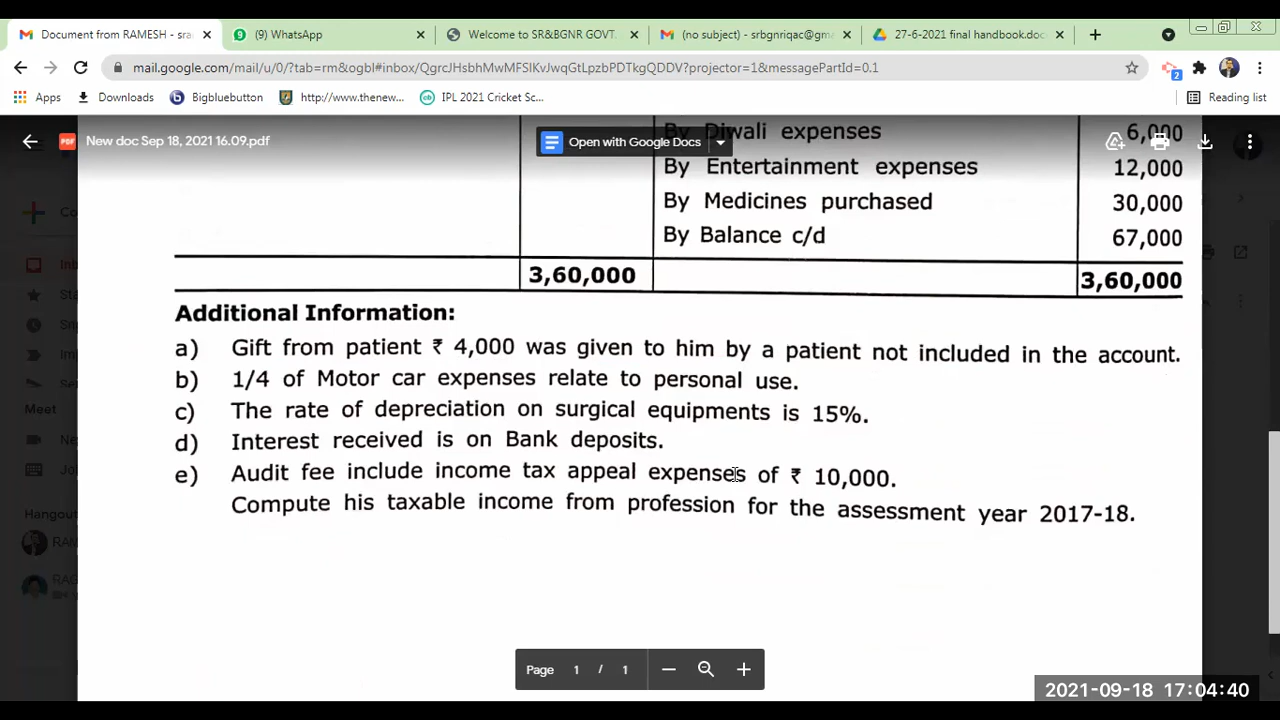 Document from RAMESH - sra
(9) WhatsApp
Welcome to SR&BGNR GOVT.
(no subject) - srbgnriqac@gm
27-6-2021 final handbook.doc
mail.google.com/mail/u/0/?tab=rm&ogbl#inbox/QgrcJHsbhMwMFSlKvJwqGtLpzbPDTkgQDDV?projector=1&messagePartId=0.1
Apps
Downloads
Bigbluebutton
http://www.thenew...
IPL 2021 Cricket Sc...
Reading list
New doc Sep 18, 2021 16.09.pdf
Open with Google Docs
By Diwali expenses 6,000
By Entertainment expenses 12,000
By Medicines purchased 30,000
By Balance c/d 67,000
3,60,000 3,60,000
Additional Information:
a) Gift from patient ₹ 4,000 was given to him by a patient not included in the account.
b) 1/4 of Motor car expenses relate to personal use.
c) The rate of depreciation on surgical equipments is 15%.
d) Interest received is on Bank deposits.
e) Audit fee include income tax appeal expenses of ₹ 10,000.
Compute his taxable income from profession for the assessment year 2017-18.
Meet
Hangout
Page 1 / 1
2021-09-18 17:04:40